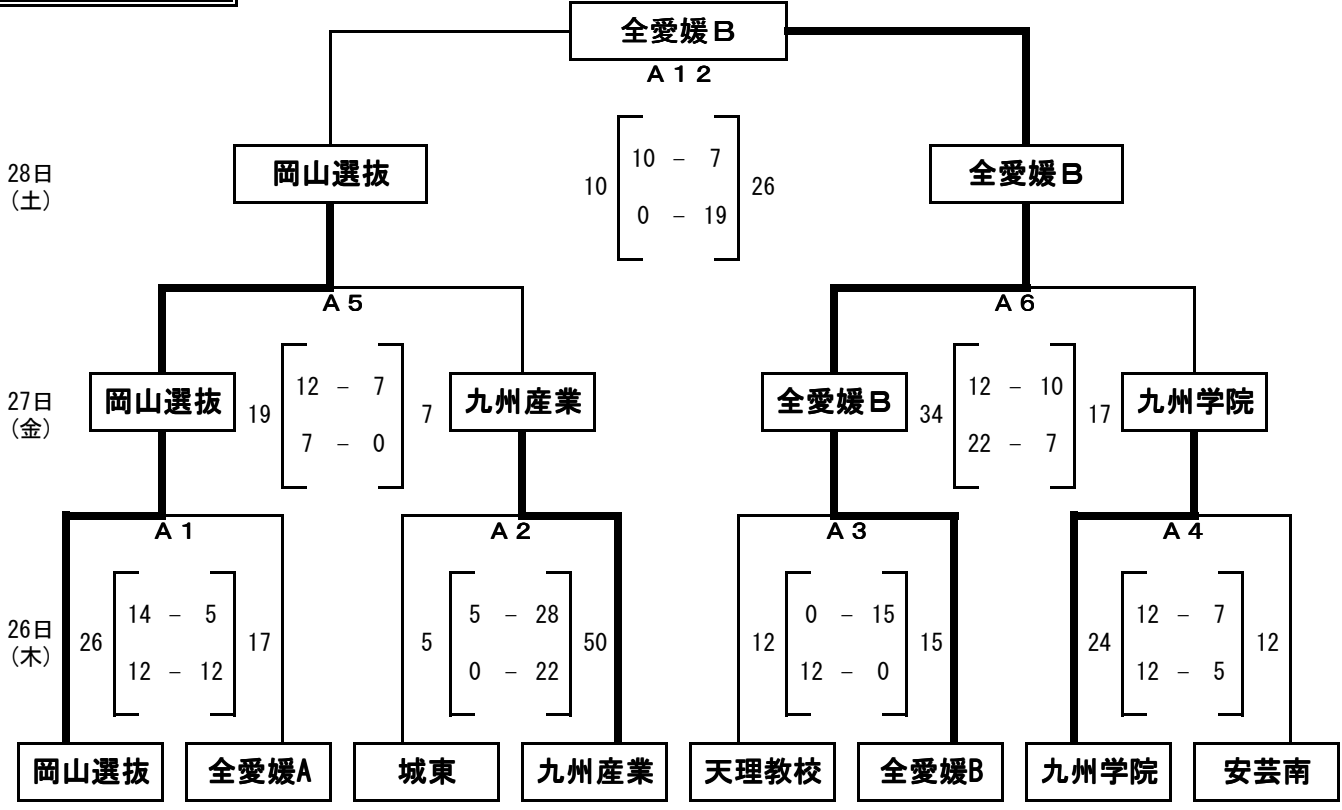 全愛媛Ｂ
Ａ１２
28日
（土）
岡山選抜
10
10 － 7
0 － 19
26
全愛媛Ｂ
Ａ５
Ａ６
27日
（金）
岡山選抜
19
12 － 7
7 － 0
7
九州産業
全愛媛Ｂ
34
12 － 10
22 － 7
17
九州学院
Ａ１
Ａ２
Ａ３
Ａ４
26日
（木）
26
14 － 5
12 － 12
17
5
5 － 28
0 － 22
50
12
0 － 15
12 － 0
15
24
12 － 7
12 － 5
12
岡山選抜
全愛媛A
城東
九州産業
天理教校
全愛媛B
九州学院
安芸南